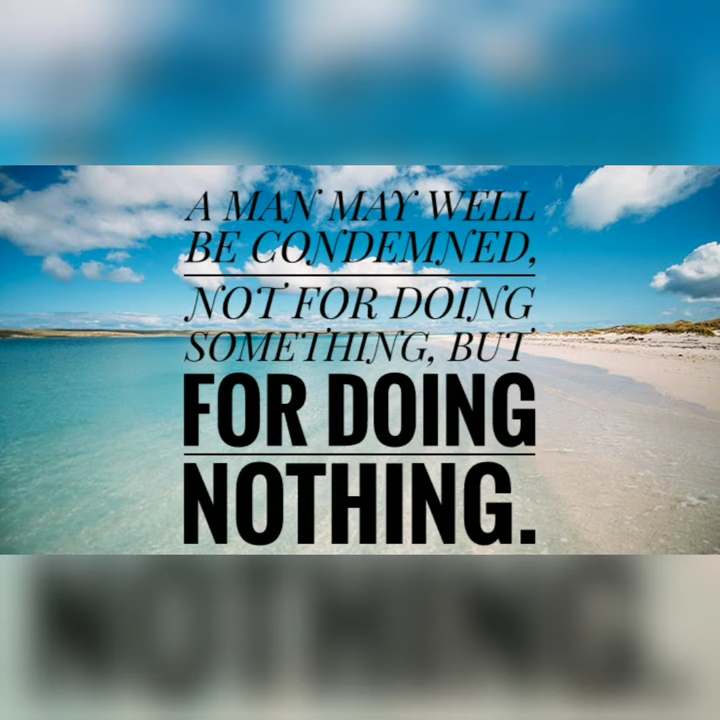 A MAN MAY WELL
BE CONDEMNED,
NOT FOR DOING
SOMETHING, BUT
FOR DOING
NOTHING.